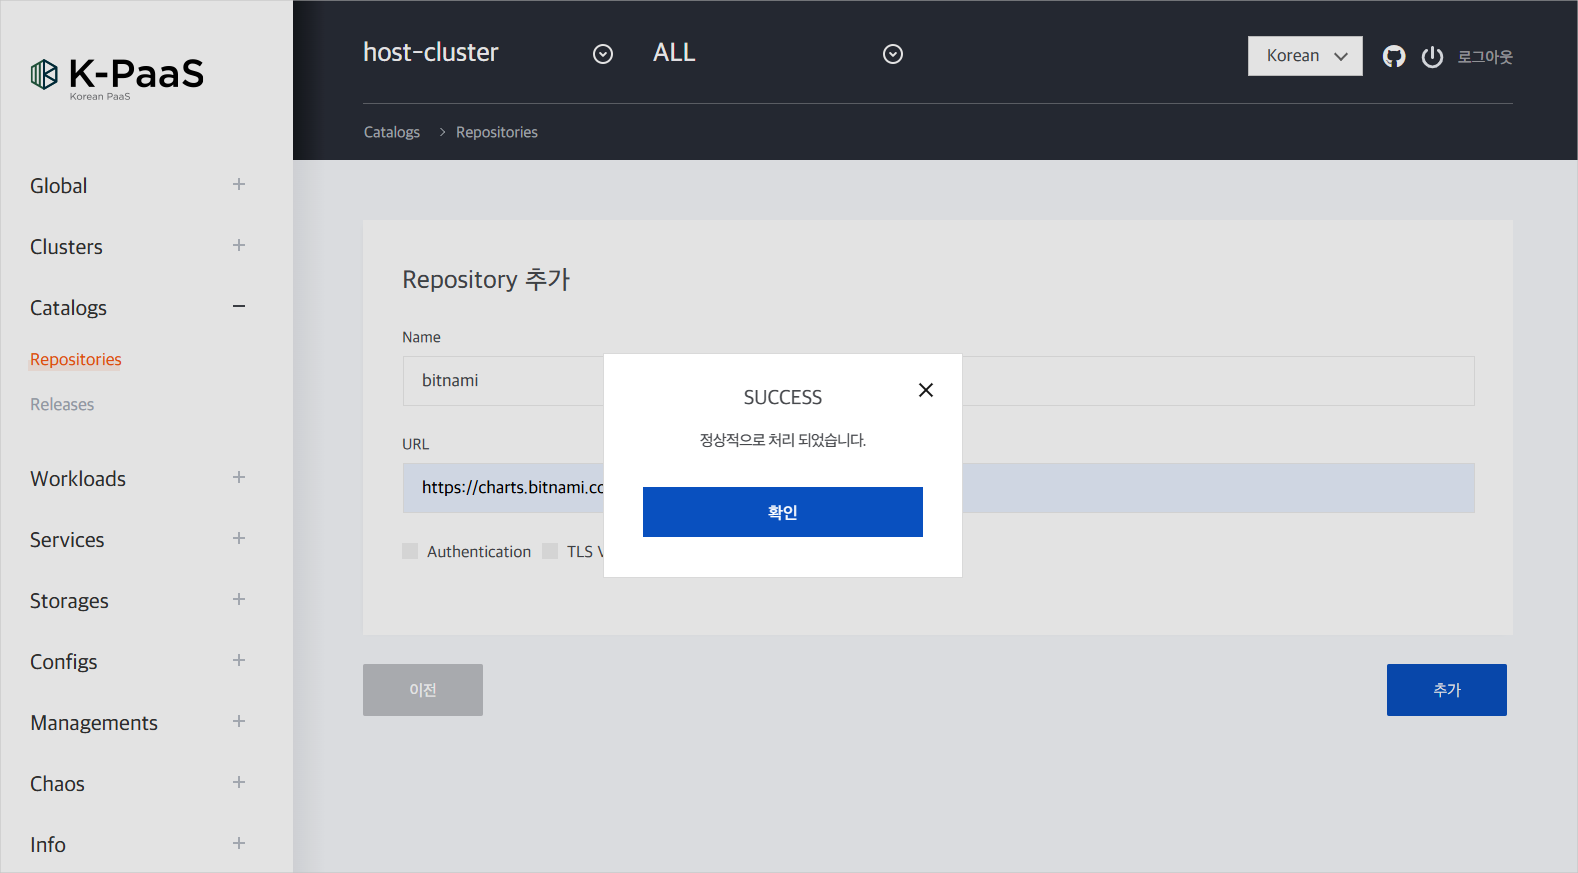 K-PaaS
Korean PaaS
host-cluster
ALL
Korean
로그아웃
Catalogs > Repositories
Global
Clusters
Catalogs
Repositories
Releases
Workloads
Services
Storages
Configs
Managements
Chaos
Info
Repository 추가
Name
bitnami
URL
https://charts.bitnami.co
Authentication
TLS V
SUCCESS
정상적으로 처리 되었습니다.
확인
이전
추가